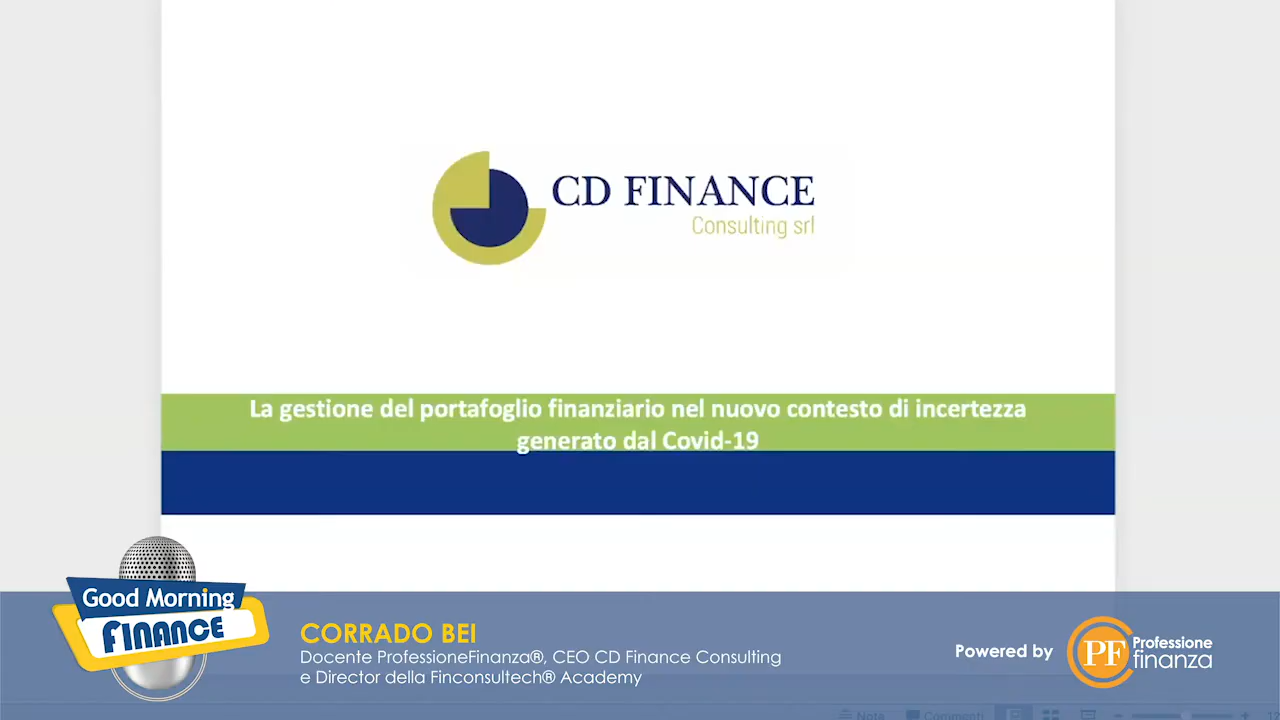 CD FINANCE
Consulting srl
La gestione del portafoglio finanziario nel nuovo contesto di incertezza
generato dal Covid-19
Good Morning
FINANCE
CORRADO BEI
Docente ProfessioneFinanza®, CEO CD Finance Consulting
e Director della Finconsultech® Academy
Powered by
PF
Professione
finanza
Note
Commenti